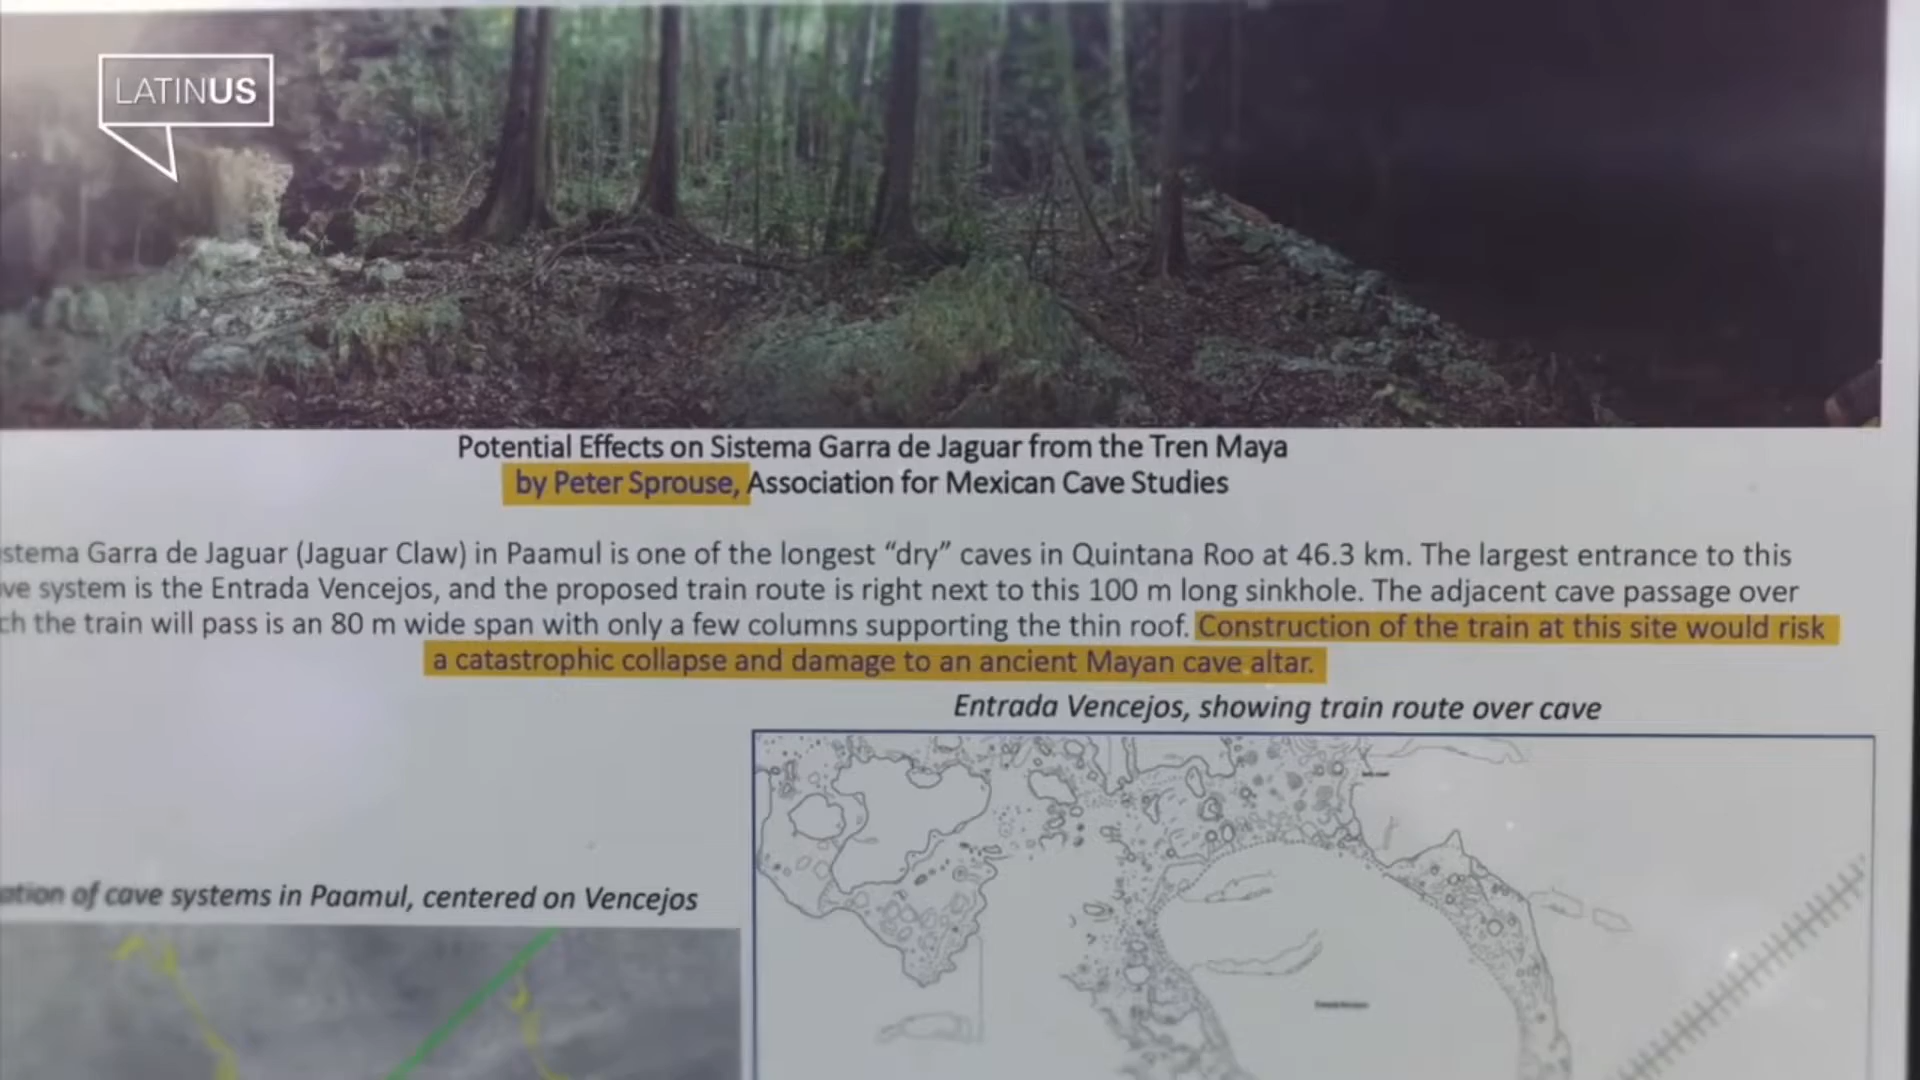 LATINUS
Potential Effects on Sistema Garra de Jaguar from the Tren Maya
by Peter Sprouse, Association for Mexican Cave Studies
stema Garra de Jaguar (Jaguar Claw) in Paamul is one of the longest “dry” caves in Quintana Roo at 46.3 km. The largest entrance to this
ve system is the Entrada Vencejos, and the proposed train route is right next to this 100 m long sinkhole. The adjacent cave passage over
ch the train will pass is an 80 m wide span with only a few columns supporting the thin roof. Construction of the train at this site would risk
a catastrophic collapse and damage to an ancient Mayan cave altar.
Entrada Vencejos, showing train route over cave
ation of cave systems in Paamul, centered on Vencejos